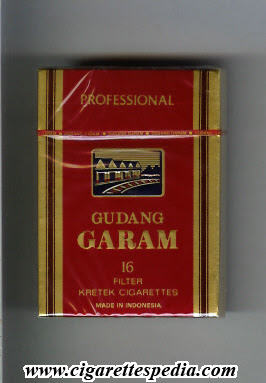 PROFESSIONAL
GUDANG
GARAM
16
FILTER
KRETEK CIGARETTES
MADE IN INDONESIA
www.cigarettespedia.com